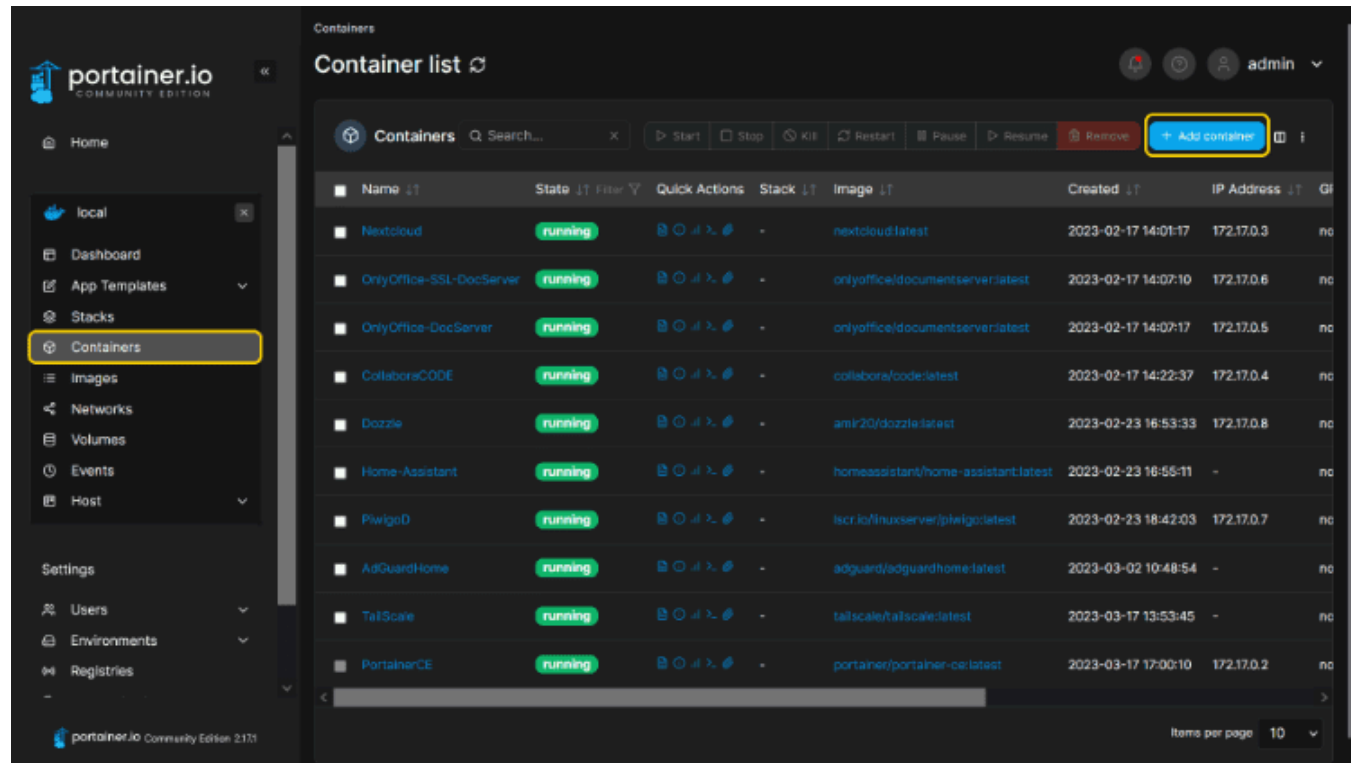 Containers
portainer.io
COMMUNITY EDITION
Container list
admin
Home
Containers Search... Start Stop Kill Restart Pause Resume Remove + Add container
local
Dashboard
App Templates
Stacks
Containers
Images
Networks
Volumes
Events
Host
Settings
Users
Environments
Registries
portainer.io Community Edition 2.17.1
Name State Filter Quick Actions Stack Image Created IP Address
Nextcloud running - nextcloud:latest 2023-02-17 14:01:17 172.17.0.3
OnlyOffice-SSL-DocServer running - onlyoffice/documentserver:latest 2023-02-17 14:07:10 172.17.0.6
OnlyOffice-DocServer running - onlyoffice/documentserver:latest 2023-02-17 14:07:17 172.17.0.5
CollaboraCODE running - collabora/code:latest 2023-02-17 14:22:37 172.17.0.4
Dozzle running - amir20/dozzle:latest 2023-02-23 16:53:33 172.17.0.8
Home-Assistant running - homeassistant/home-assistant:latest 2023-02-23 16:55:11 -
PiwigoD running - lscr.io/linuxserver/piwigo:latest 2023-02-23 18:42:03 172.17.0.7
AdGuardHome running - adguard/adguardhome:latest 2023-03-02 10:48:54 -
TailScale running - tailscale/tailscale:latest 2023-03-17 13:53:45 -
PortainerCE running - portainer/portainer-ce:latest 2023-03-17 17:00:10 172.17.0.2
Items per page 10